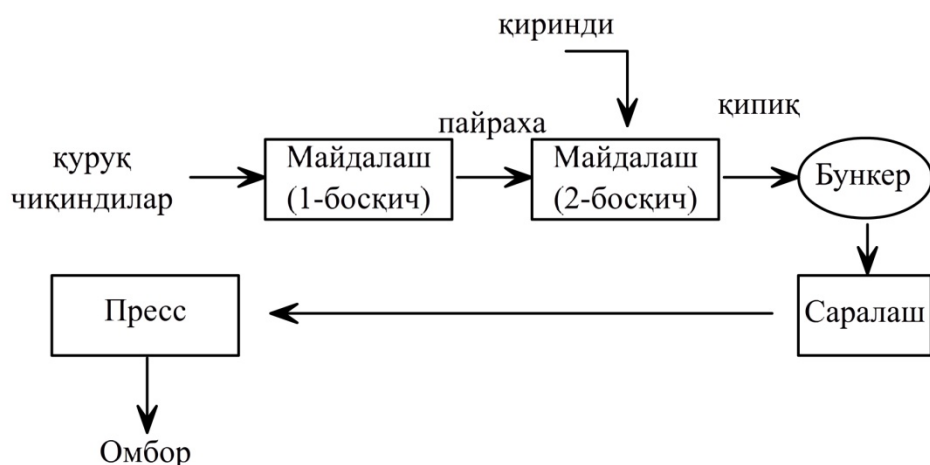 қиринди
қуруқ
чиқиндилар
Майдалаш
(1-босқич)
пайраха
Майдалаш
(2-босқич)
қипиқ
Бункер
Саралаш
Пресс
Омбор